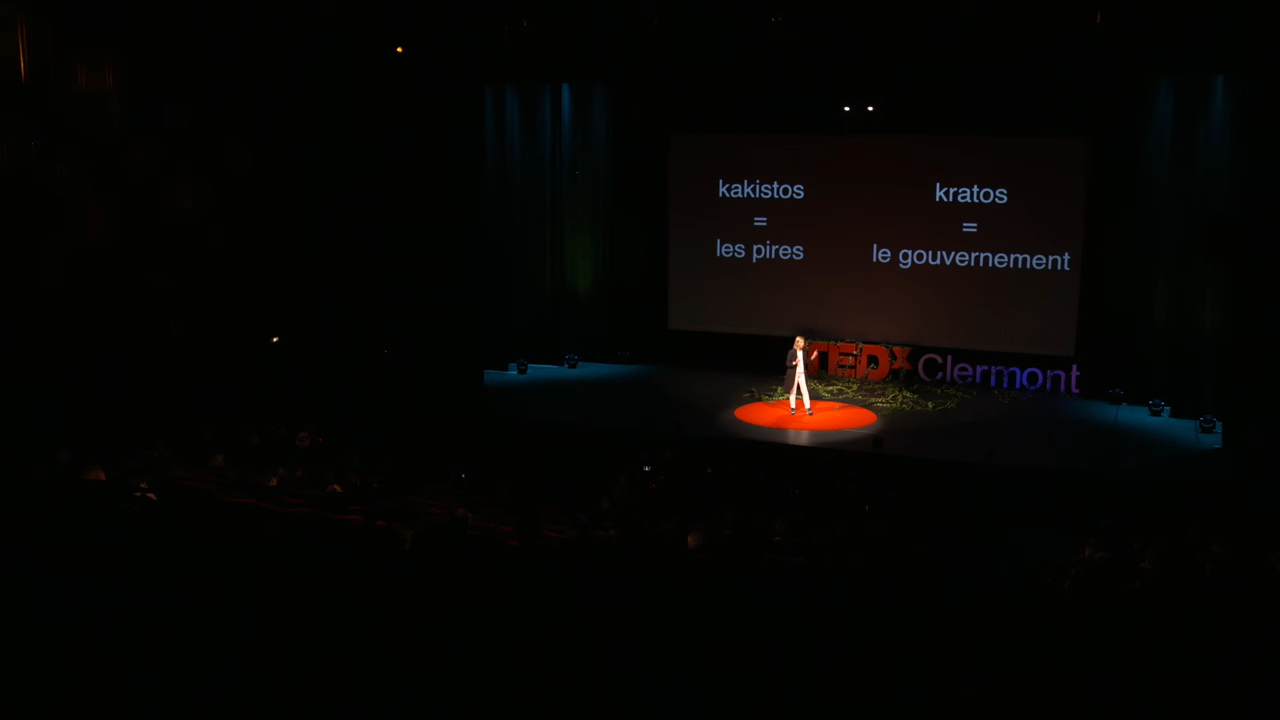 kakistos
=
les pires
kratos
=
le gouvernement
TEDx Clermont